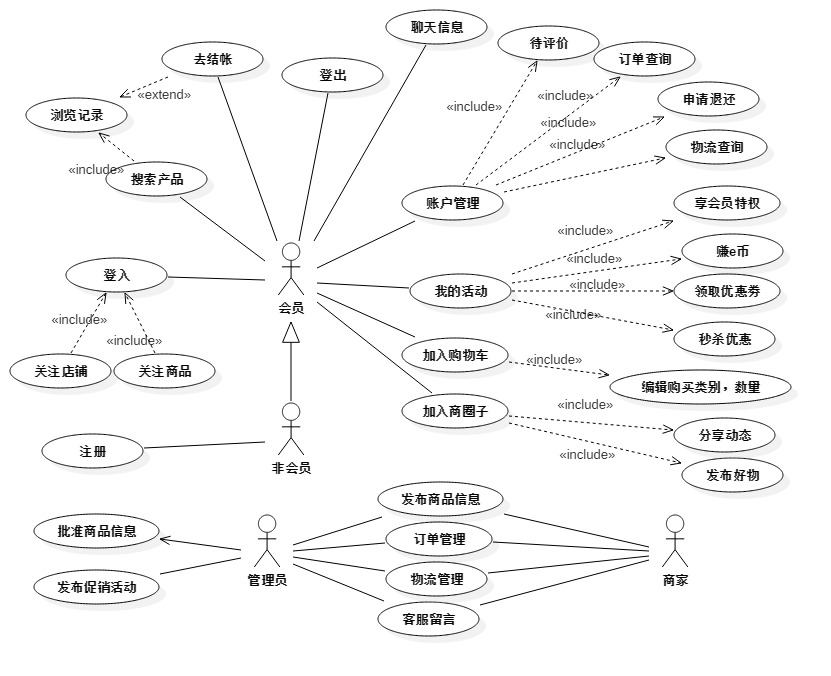 聊天信息
待评价
去结帐
登出
订单查询
«include»
«extend»
«include»
申请退还
浏览记录
«include»
«include»
物流查询
«include»
搜索产品
账户管理
享会员特权
«include»
赚e币
«include»
登入
我的活动
«include»
领取优惠券
会员
«include»
«include»
«include»
秒杀优惠
加入购物车
«include»
关注店铺
关注商品
编辑购买类别，数量
«include»
加入商圈子
分享动态
注册
«include»
非会员
发布好物
发布商品信息
批准商品信息
订单管理
管理员
物流管理
商家
发布促销活动
客服留言